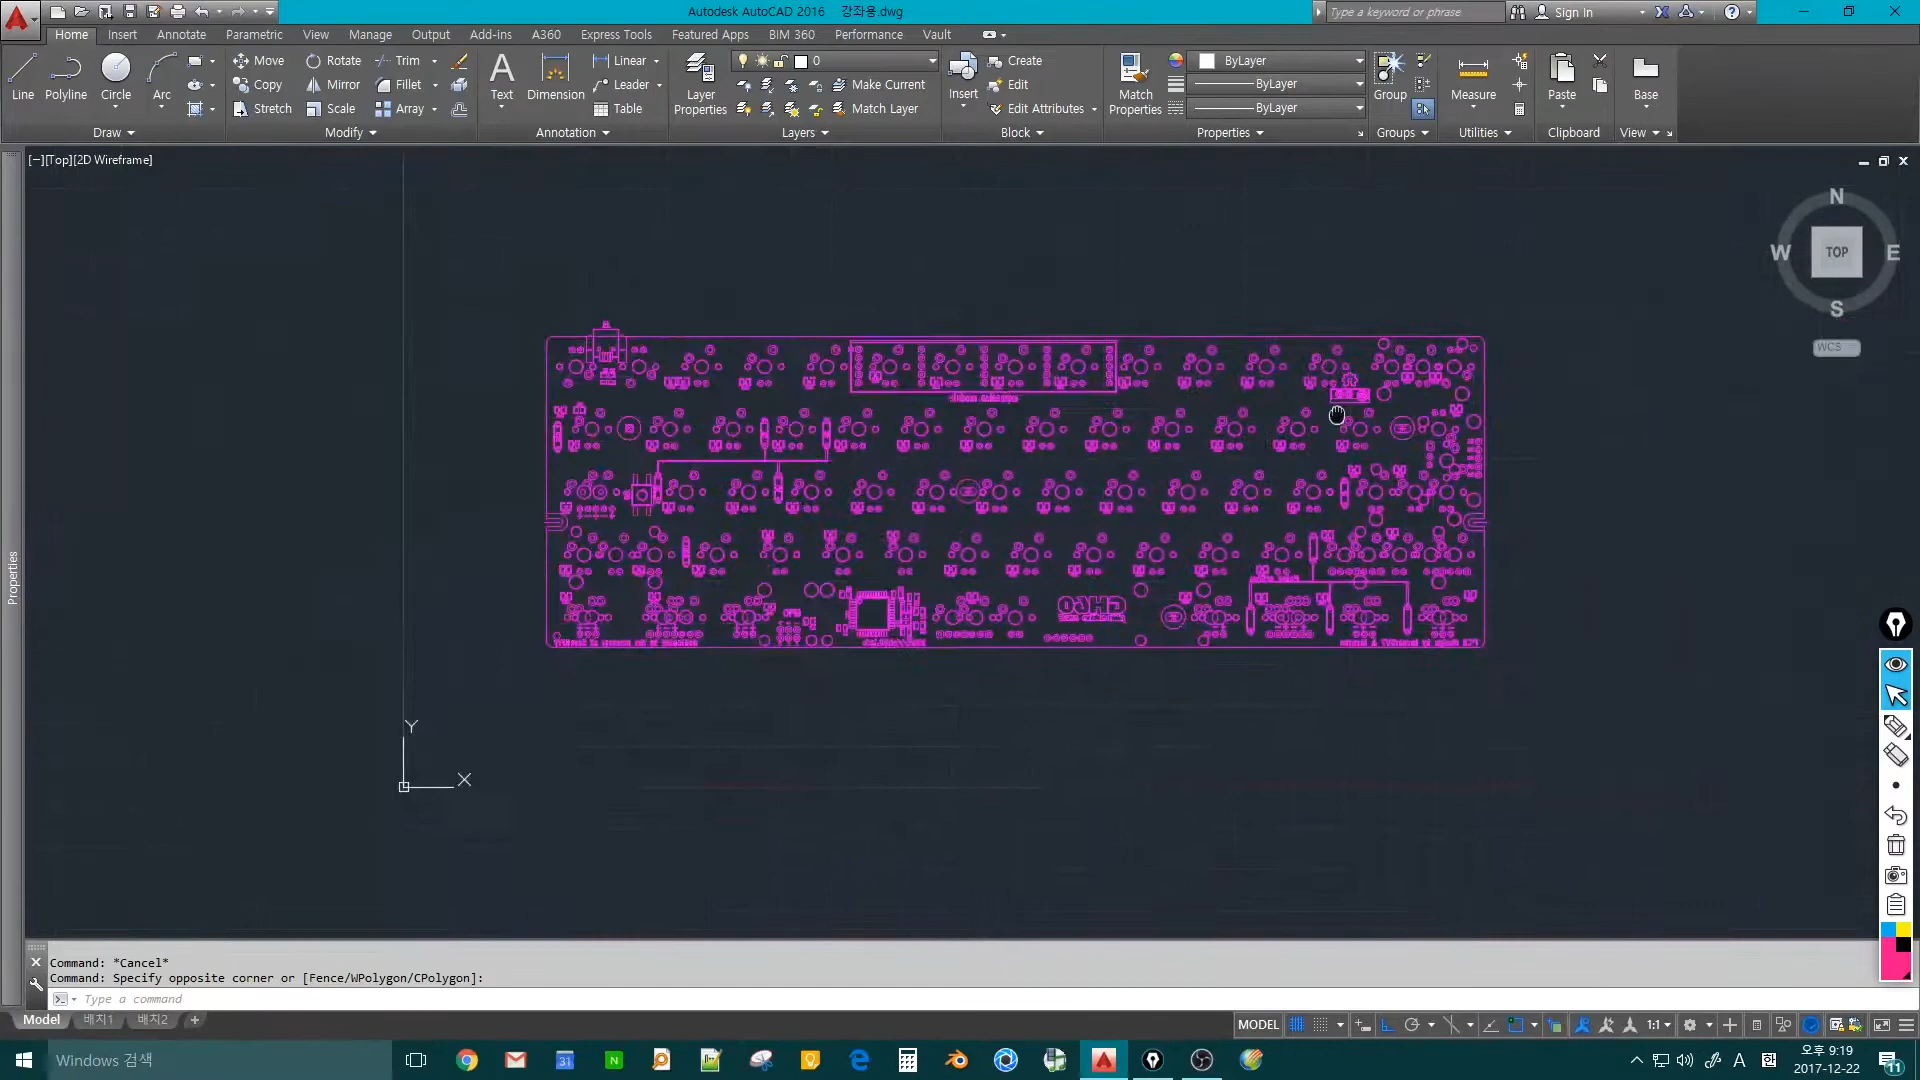 Autodesk AutoCAD 2016 강좌용.dwg
Type a keyword or phrase
Sign In
Home Insert Annotate Parametric View Manage Output Add-ins A360 Express Tools Featured Apps BIM 360 Performance Vault
Line Polyline Circle Arc
Move Rotate Trim
Copy Mirror Fillet
Stretch Scale Array
Text Dimension
Linear
Leader
Table
Layer Properties
0
Make Current
Match Layer
Insert
Create
Edit
Edit Attributes
Match Properties
ByLayer
ByLayer
ByLayer
Group
Measure
Paste
Base
Draw Modify Annotation Layers Block Properties Groups Utilities Clipboard View
[−][Top][2D Wireframe]
N
W TOP E
S
WCS
Properties
Y
X
Command: *Cancel*
Command: Specify opposite corner or [Fence/WPolygon/CPolygon]:
Type a command
Model 배치1 배치2 +
MODEL 1:1
Windows 검색
31
N
A
오후 9:19
2017-12-22
11